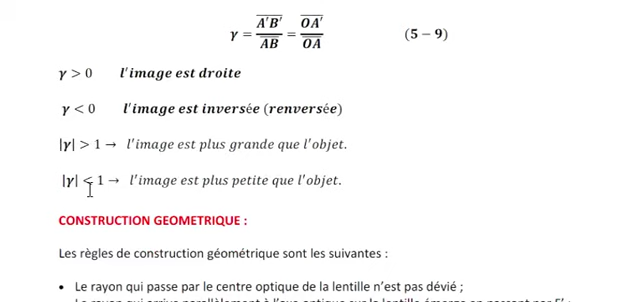 γ = A'B' / AB = OA' / OA (5 − 9)
γ > 0 l'image est droite
γ < 0 l'image est inversée (renversée)
|γ| > 1 → l'image est plus grande que l'objet.
|γ| < 1 → l'image est plus petite que l'objet.
CONSTRUCTION GEOMETRIQUE :
Les règles de construction géométrique sont les suivantes :
• Le rayon qui passe par le centre optique de la lentille n'est pas dévié ;